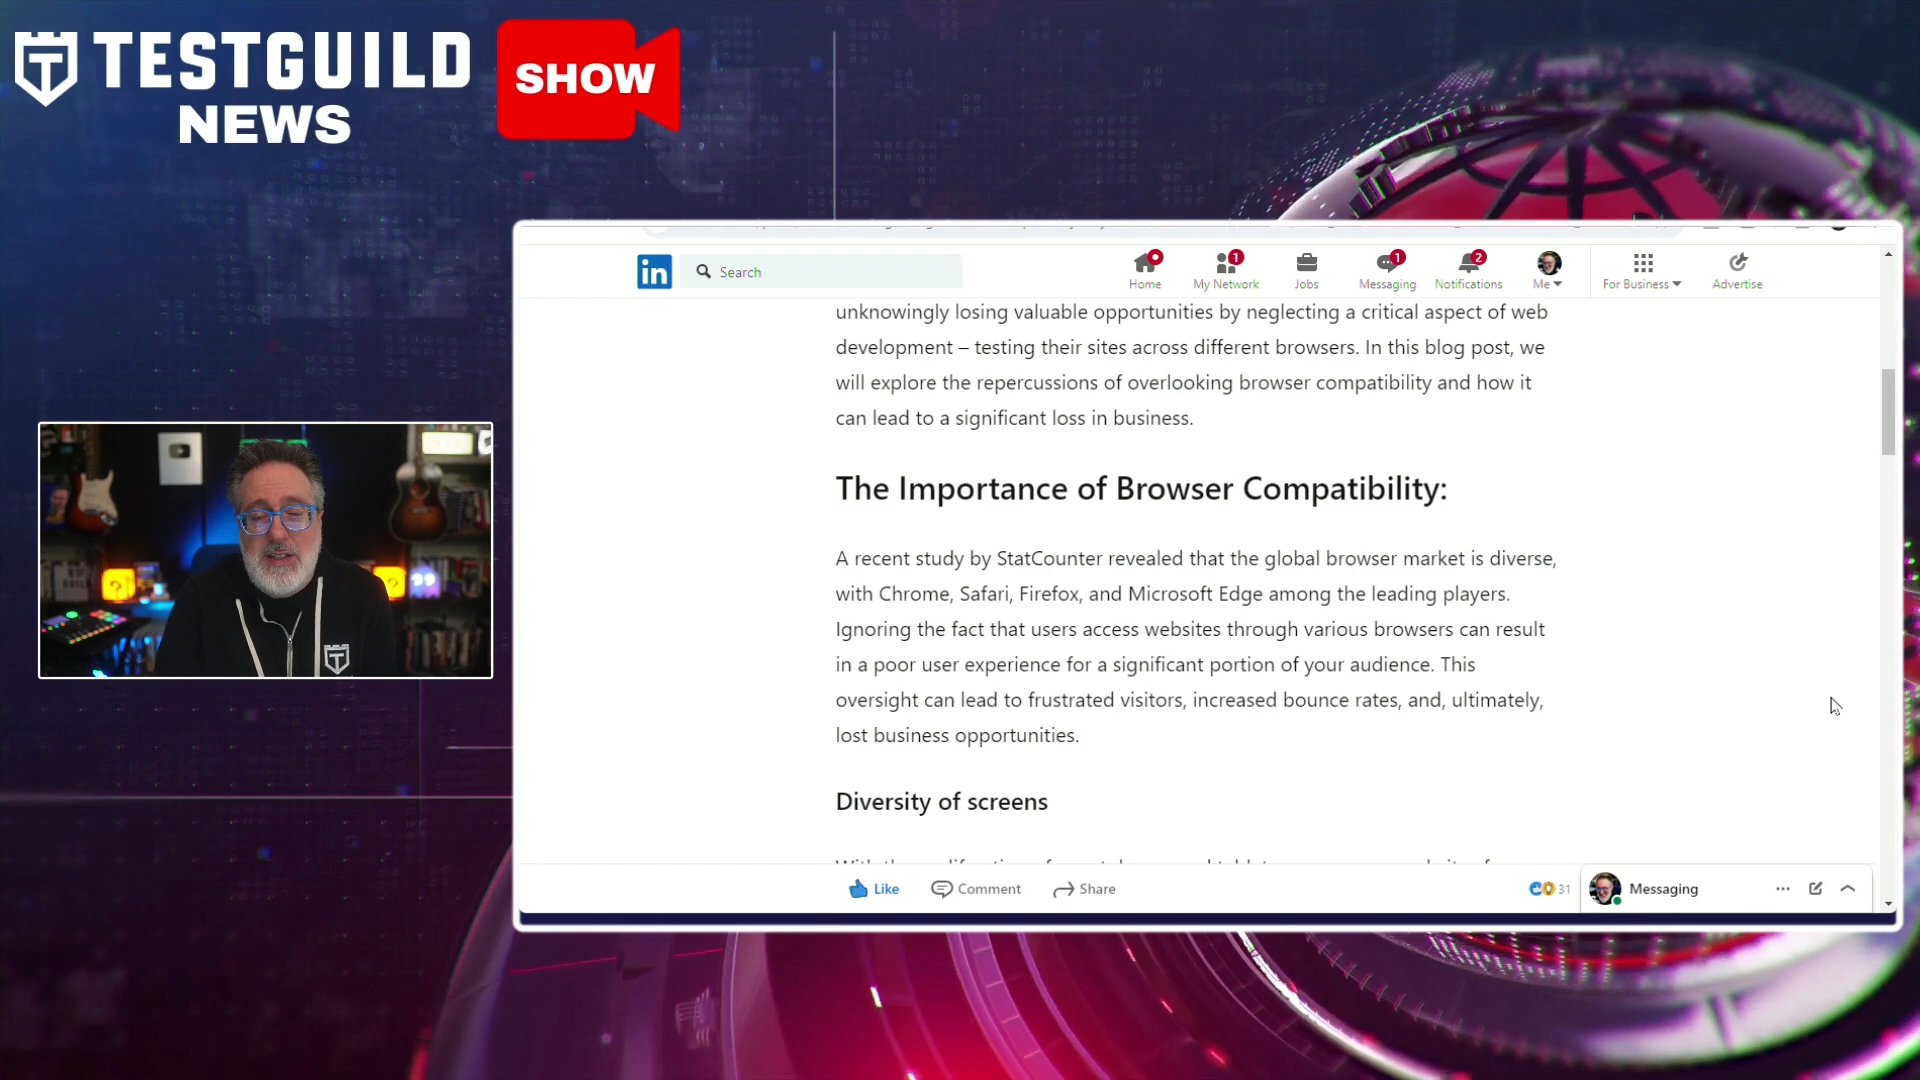 TESTGUILD
NEWS
SHOW
in
Search
Home
1
My Network
Jobs
1
Messaging
2
Notifications
Me
For Business
Advertise
unknowingly losing valuable opportunities by neglecting a critical aspect of web
development – testing their sites across different browsers. In this blog post, we
will explore the repercussions of overlooking browser compatibility and how it
can lead to a significant loss in business.
The Importance of Browser Compatibility:
A recent study by StatCounter revealed that the global browser market is diverse,
with Chrome, Safari, Firefox, and Microsoft Edge among the leading players.
Ignoring the fact that users access websites through various browsers can result
in a poor user experience for a significant portion of your audience. This
oversight can lead to frustrated visitors, increased bounce rates, and, ultimately,
lost business opportunities.
Diversity of screens
Like
Comment
Share
31
Messaging